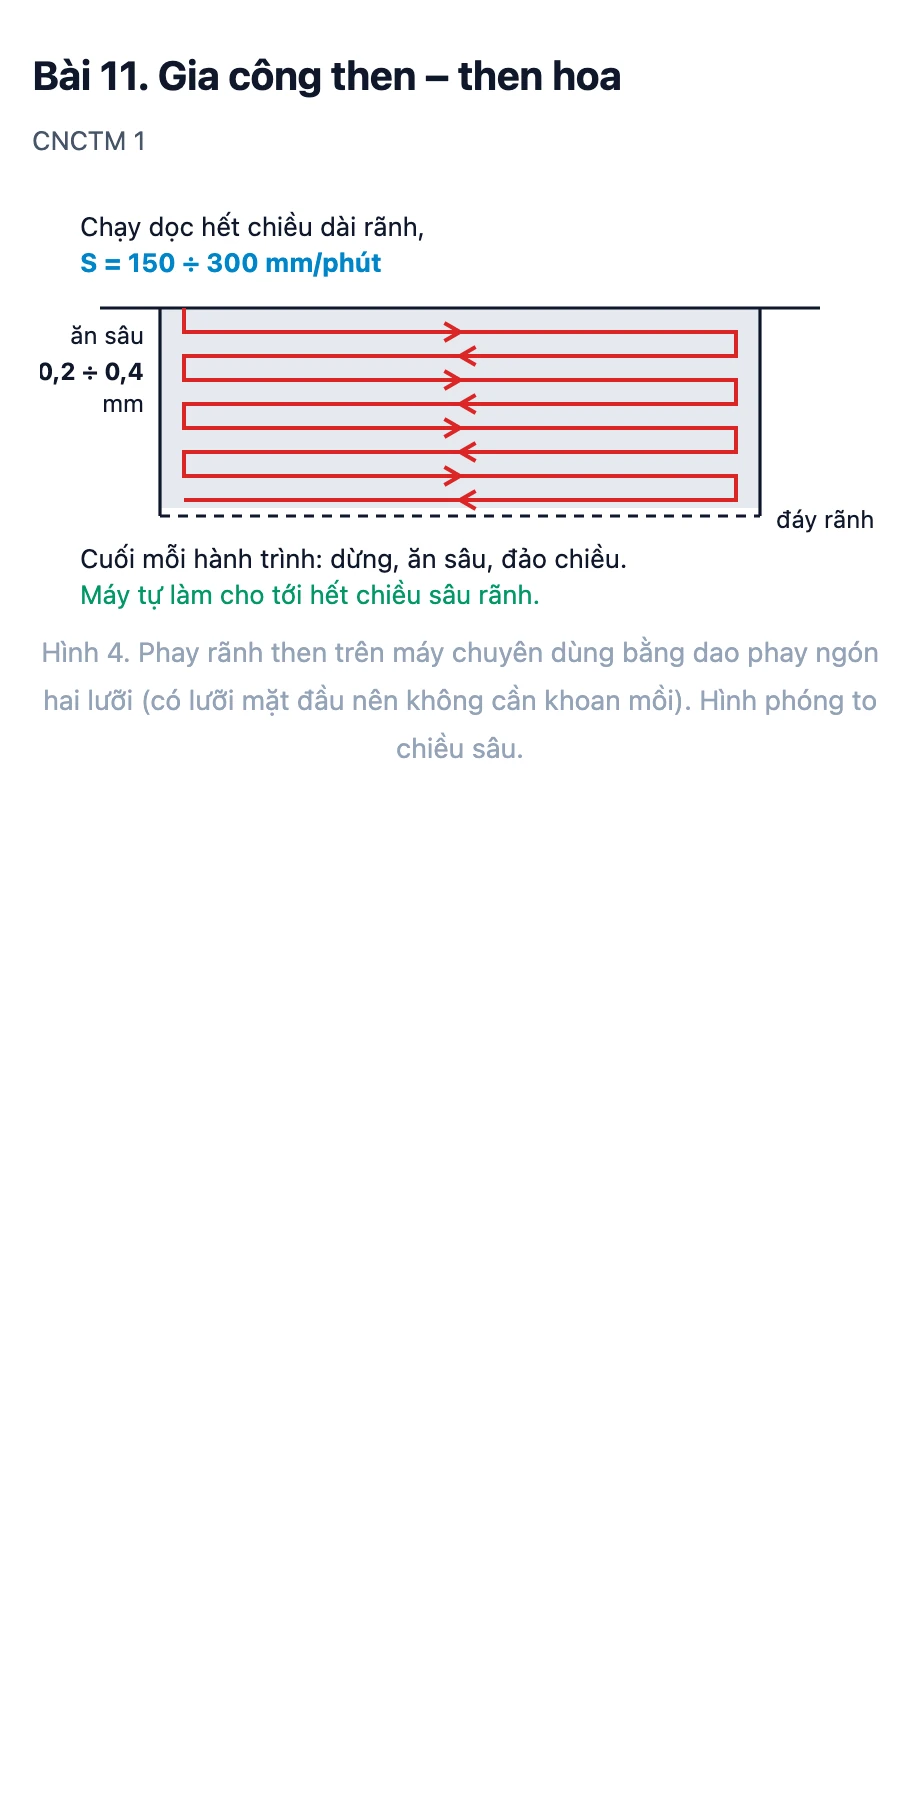 Bài 11. Gia công then – then hoa
CNCTM 1
Chạy dọc hết chiều dài rãnh,
S = 150 ÷ 300 mm/phút
ăn sâu
0,2 ÷ 0,4
mm
đáy rãnh
Cuối mỗi hành trình: dừng, ăn sâu, đảo chiều.
Máy tự làm cho tới hết chiều sâu rãnh.
Hình 4. Phay rãnh then trên máy chuyên dùng bằng dao phay ngón
hai lưỡi (có lưỡi mặt đầu nên không cần khoan mồi). Hình phóng to
chiều sâu.